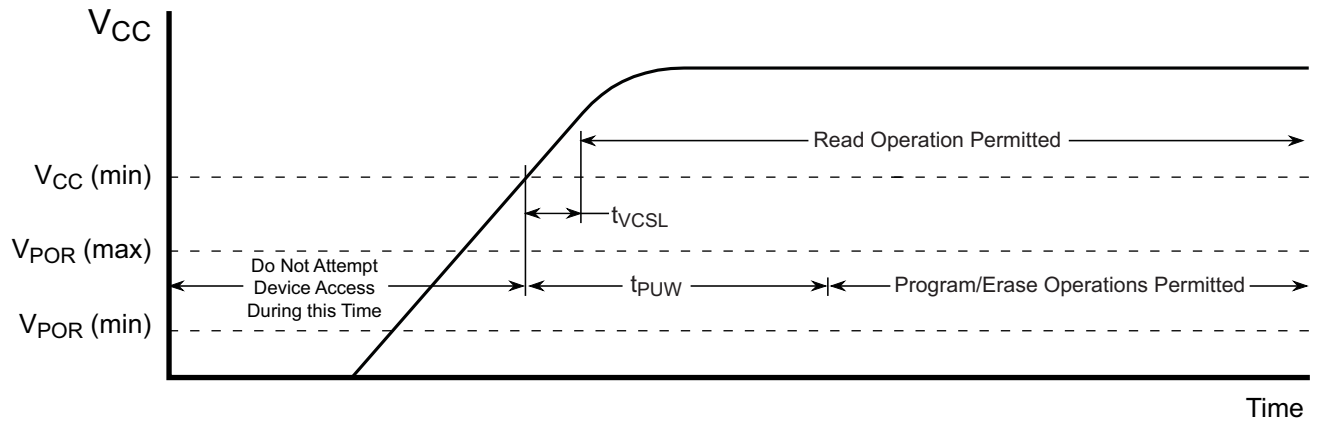 VCC
Read Operation Permitted
VCC (min)
tVCSL
VPOR (max)
Do Not Attempt
Device Access
During this Time
tPUW
Program/Erase Operations Permitted
VPOR (min)
Time